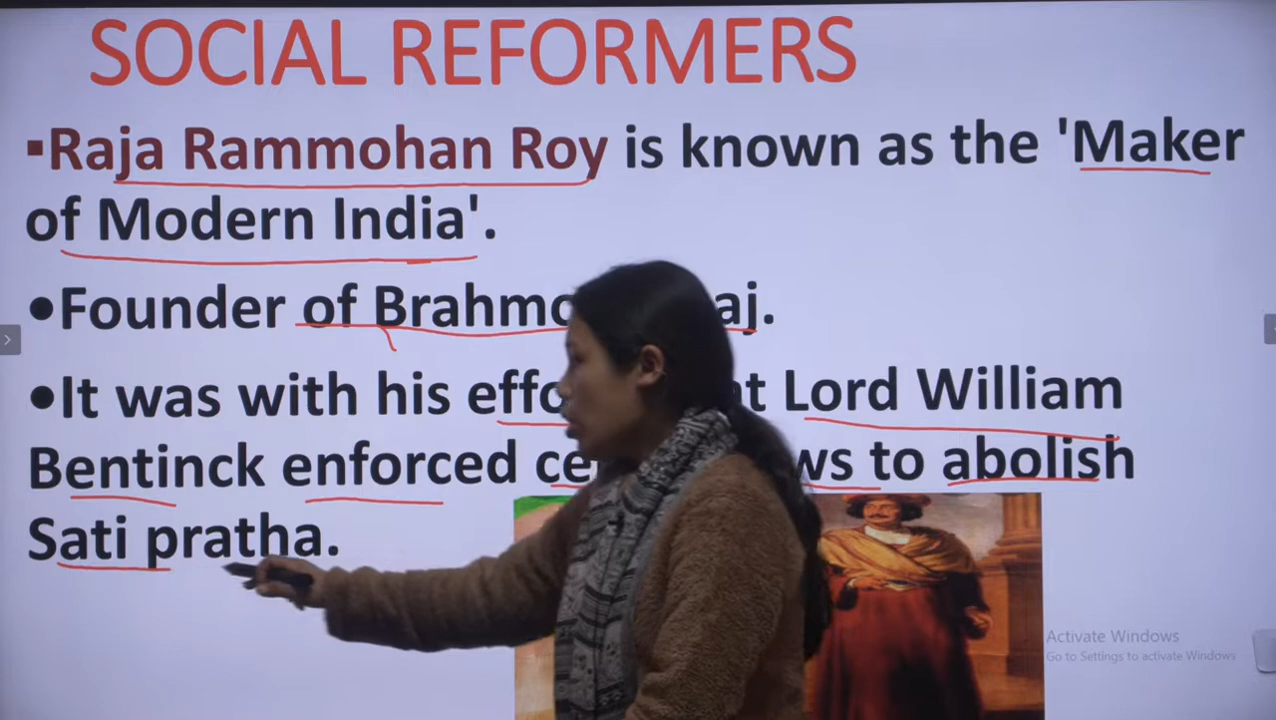 SOCIAL REFORMERS
▪Raja Rammohan Roy is known as the 'Maker
of Modern India'.
•Founder of Brahmo aj.
•It was with his effo t Lord William
Bentinck enforced ce ws to abolish
Sati pratha.
Activate Windows
Go to Settings to activate Windows